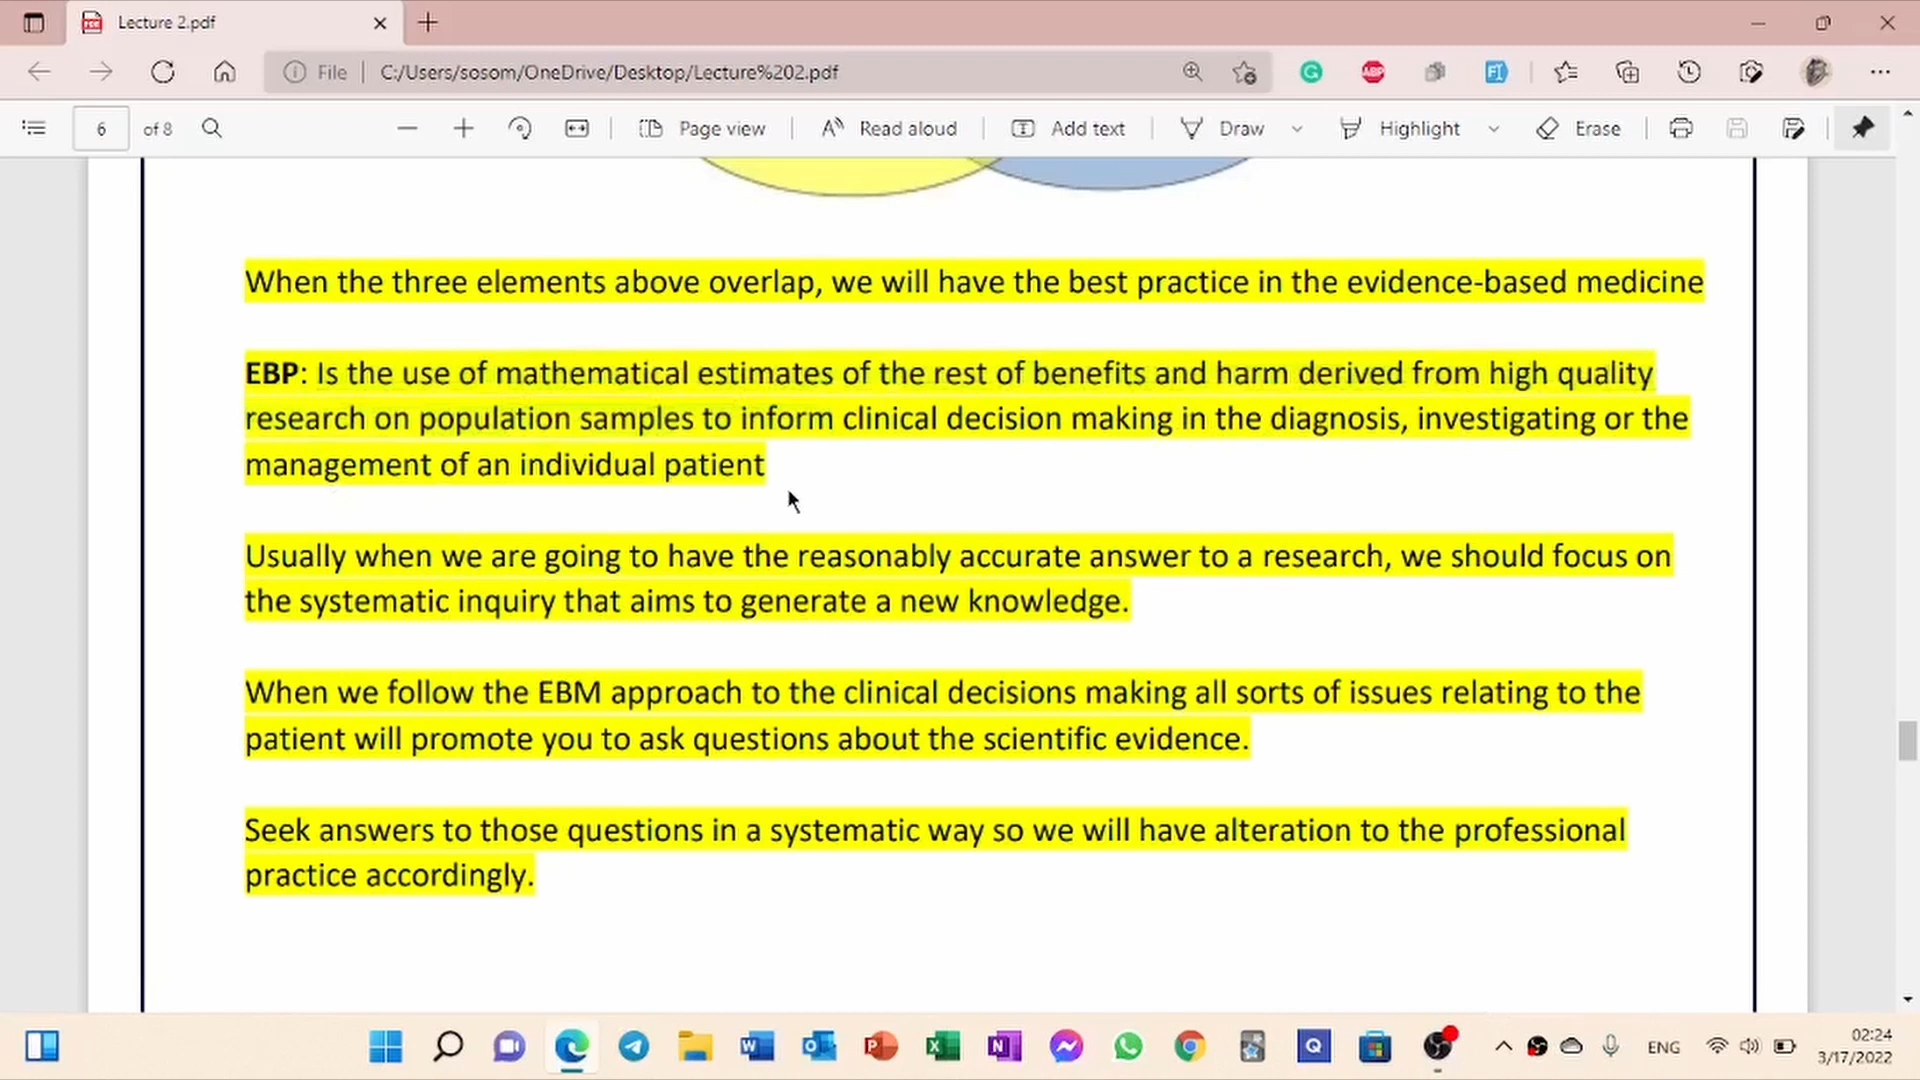 Lecture 2.pdf
File
C:/Users/sosom/OneDrive/Desktop/Lecture%202.pdf
6 of 8
Page view
Read aloud
Add text
Draw
Highlight
Erase
When the three elements above overlap, we will have the best practice in the evidence-based medicine
EBP: Is the use of mathematical estimates of the rest of benefits and harm derived from high quality
research on population samples to inform clinical decision making in the diagnosis, investigating or the
management of an individual patient
Usually when we are going to have the reasonably accurate answer to a research, we should focus on
the systematic inquiry that aims to generate a new knowledge.
When we follow the EBM approach to the clinical decisions making all sorts of issues relating to the
patient will promote you to ask questions about the scientific evidence.
Seek answers to those questions in a systematic way so we will have alteration to the professional
practice accordingly.
ENG
02:24
3/17/2022